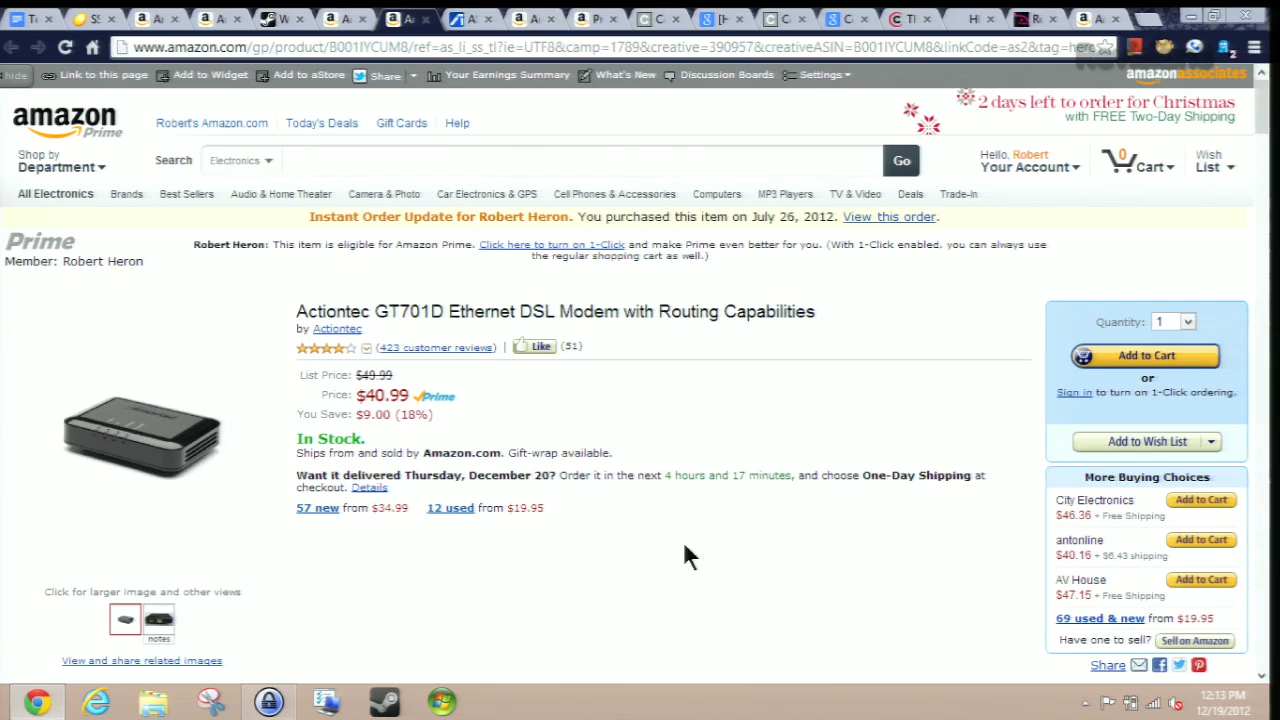 www.amazon.com/gp/product/B001IYCUM8/ref=as_li_ss_tl?ie=UTF8&camp=1789&creative=390957&creativeASIN=B001IYCUM8&linkCode=as2&tag=herc
hide Link to this page Add to Widget Add to aStore Share Your Earnings Summary What's New Discussion Boards Settings amazonassociates
2 days left to order for Christmas
with FREE Two-Day Shipping
amazon
Prime
Robert's Amazon.com Today's Deals Gift Cards Help
Shop by
Department
Search Electronics Go
Hello, Robert
Your Account
0
Cart
Wish
List
All Electronics Brands Best Sellers Audio & Home Theater Camera & Photo Car Electronics & GPS Cell Phones & Accessories Computers MP3 Players TV & Video Deals Trade-In
Instant Order Update for Robert Heron. You purchased this item on July 26, 2012. View this order.
Prime
Member: Robert Heron
Robert Heron: This item is eligible for Amazon Prime. Click here to turn on 1-Click and make Prime even better for you. (With 1-Click enabled, you can always use
the regular shopping cart as well.)
Actiontec GT701D Ethernet DSL Modem with Routing Capabilities
by Actiontec
(423 customer reviews) | Like (51)
List Price: $49.99
Price: $40.99 Prime
You Save: $9.00 (18%)
In Stock.
Ships from and sold by Amazon.com. Gift-wrap available.
Want it delivered Thursday, December 20? Order it in the next 4 hours and 17 minutes, and choose One-Day Shipping at
checkout. Details
57 new from $34.99 12 used from $19.95
Click for larger image and other views
notes
View and share related images
Quantity: 1
Add to Cart
or
Sign in to turn on 1-Click ordering.
Add to Wish List
More Buying Choices
City Electronics Add to Cart
$46.36 + Free Shipping
antonline Add to Cart
$40.16 + $6.43 shipping
AV House Add to Cart
$47.15 + Free Shipping
69 used & new from $19.95
Have one to sell? Sell on Amazon
Share
12:13 PM
12/19/2012